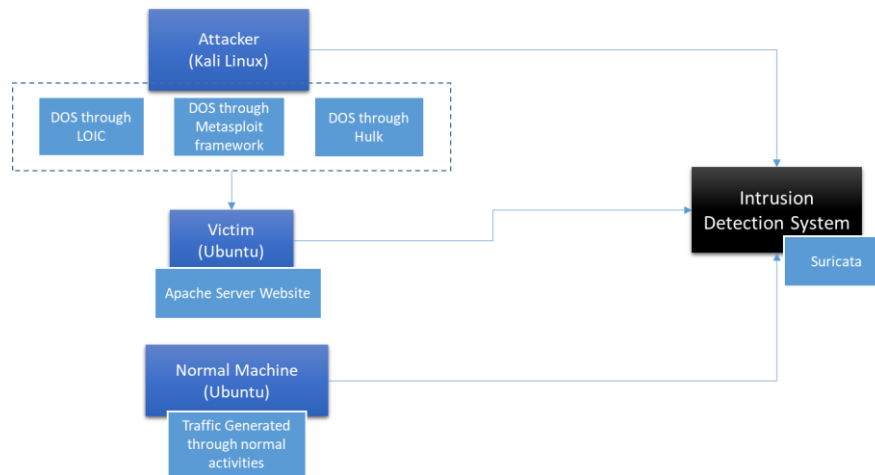 Attacker
(Kali Linux)
DOS through
LOIC
DOS through
Metasploit
framework
DOS through
Hulk
Victim
(Ubuntu)
Apache Server Website
Intrusion
Detection System
Suricata
Normal Machine
(Ubuntu)
Traffic Generated
through normal
activities